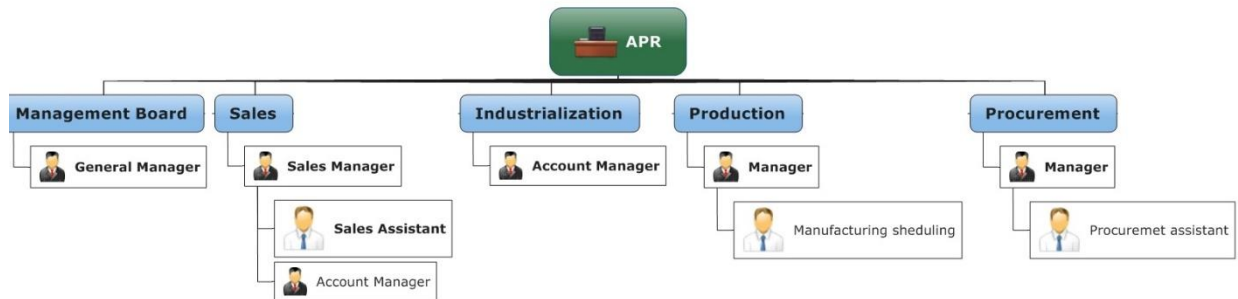 APR
Management Board
Sales
Industrialization
Production
Procurement
General Manager
Sales Manager
Account Manager
Manager
Manager
Sales Assistant
Manufacturing sheduling
Procuremet assistant
Account Manager